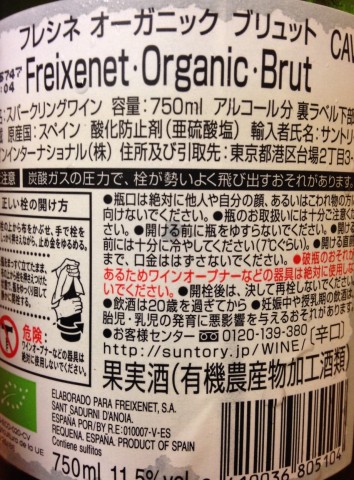 フレシネ オーガニック ブリュット CAV
5747
:04
Freixenet・Organic・Brut
名:スパークリングワイン 容量:750ml アルコール分 裏ラベル下部
原産国:スペイン 酸化防止剤(亜硫酸塩) 輸入者:サントリ
インターナショナル(株) 住所及び引取先:東京都港区台場2丁
注意 炭酸ガスの圧力で、栓が勢いよく飛び出すおそれがあります。
正しい栓の開け方
危険
●瓶口は絶対に他人や自分の顔、あるいはこわれ物の方
向けないでください。●瓶のお取扱いには十分ご注意
ください。●開ける前に瓶をゆすらないでください。●開
前には十分に冷やしてください(7℃ぐらい)。●開ける
まで、口金ははずさないでください。●破瓶のおそれ
あるためワインオープナーなどの器具は絶対に使用し
いでください。●開栓後は、決して再栓しないでください
●飲酒は20歳を過ぎてから ●妊娠中や授乳期の飲酒は
胎児・乳児の発育に悪影響を与えるおそれがあります
●お客様センター 0120-139-380
http://suntory.jp/WINE/ [辛口]
果実酒(有機農産物加工酒類)
ELABORADO PARA FREIXENET, S.A.
SANT SADURNI D'ANOIA.
ESPAÑA POR/BY R.E:010007-V-ES
REQUENA. ESPAÑA PRODUCT OF SPAIN
Contiene sulfitos
750ml 11.5% vol